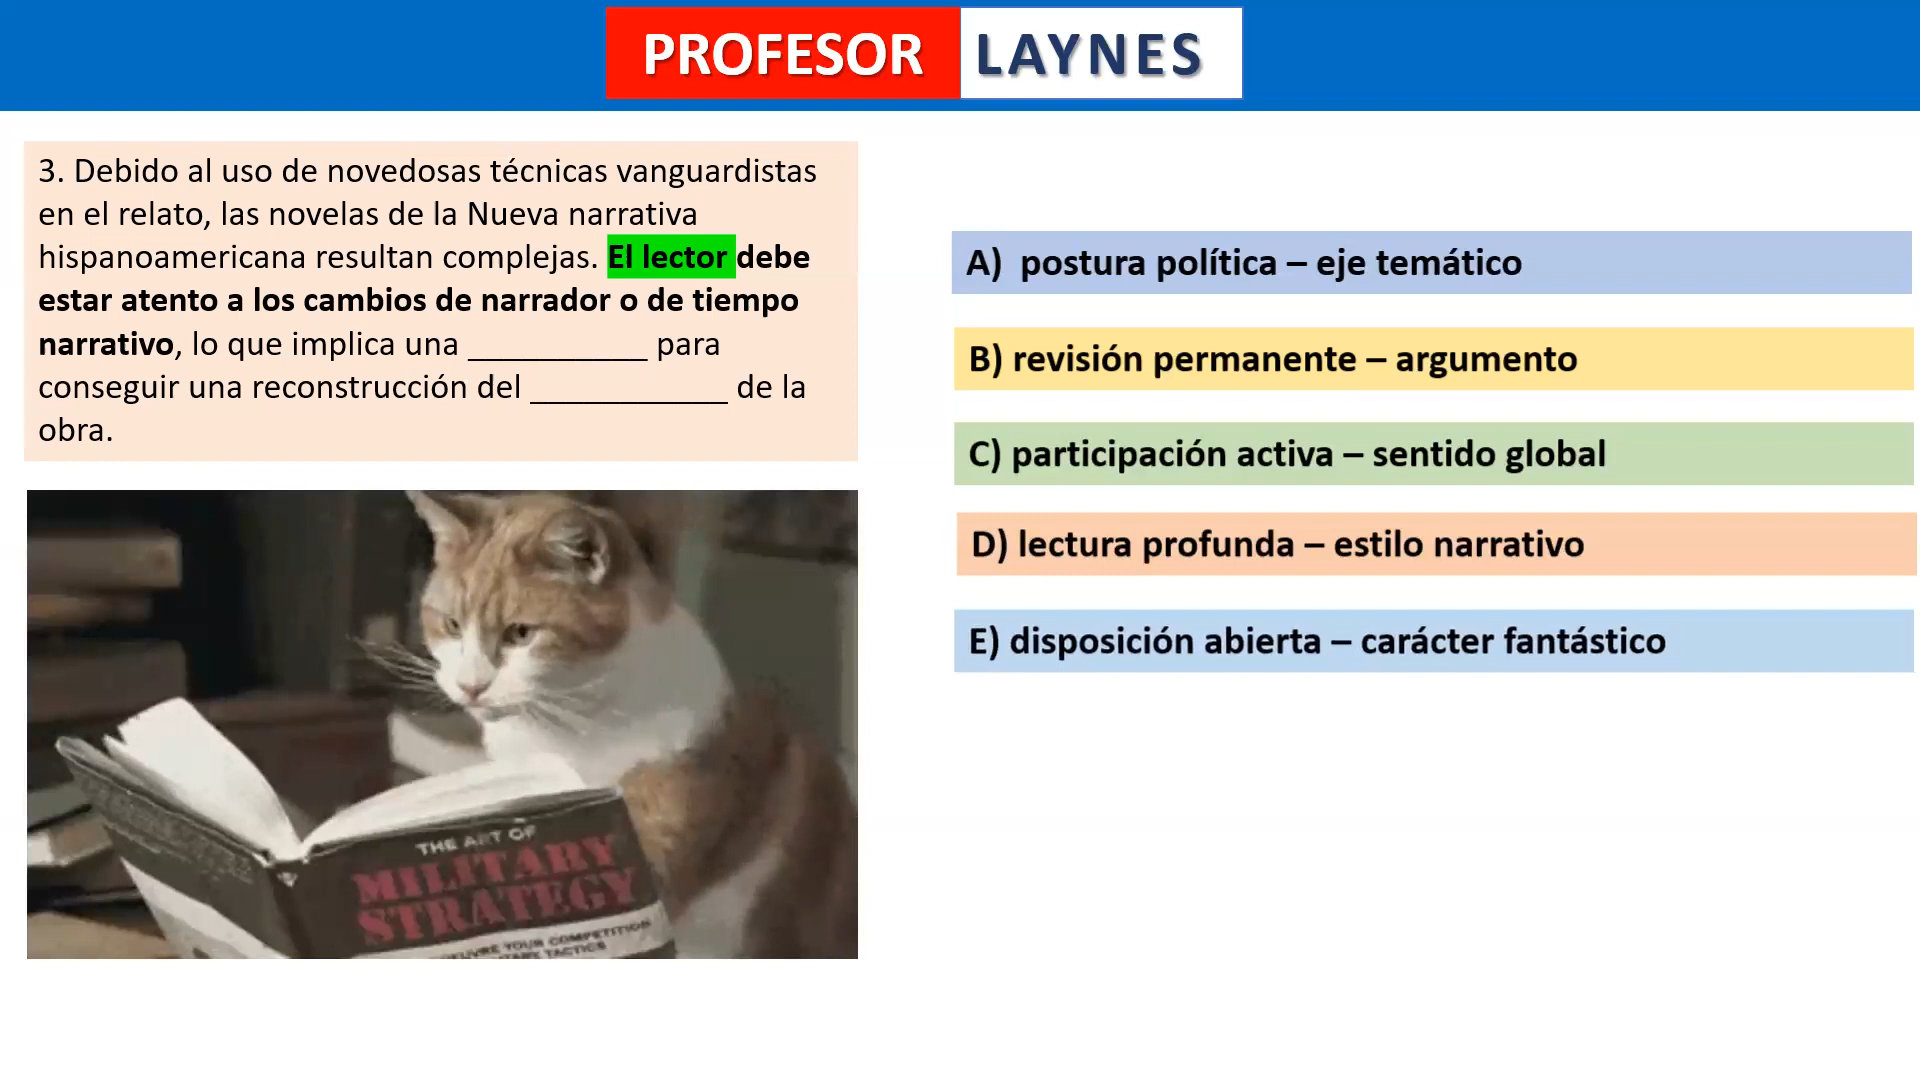 PROFESOR LAYNES
3. Debido al uso de novedosas técnicas vanguardistas
en el relato, las novelas de la Nueva narrativa
hispanoamericana resultan complejas. El lector debe
estar atento a los cambios de narrador o de tiempo
narrativo, lo que implica una ___________ para
conseguir una reconstrucción del ____________ de la
obra.
A) postura política – eje temático
B) revisión permanente – argumento
C) participación activa – sentido global
D) lectura profunda – estilo narrativo
E) disposición abierta – carácter fantástico
THE ART OF
MILITARY
STRATEGY
YOUR COMPETITION
TACTICS